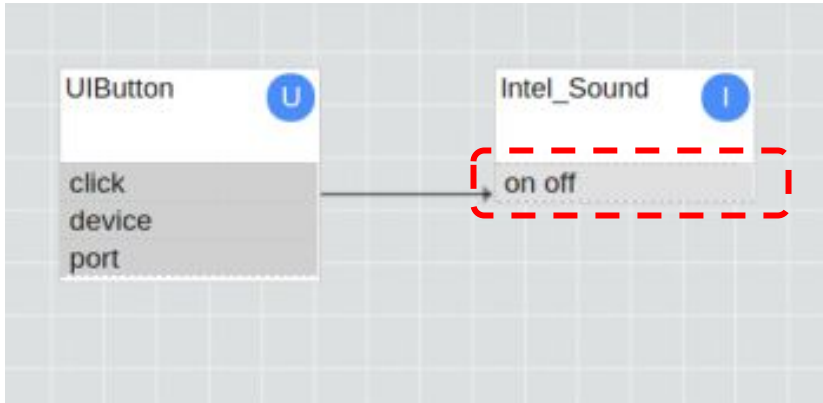 UIButton
U
click
device
port
Intel_Sound
I
on off